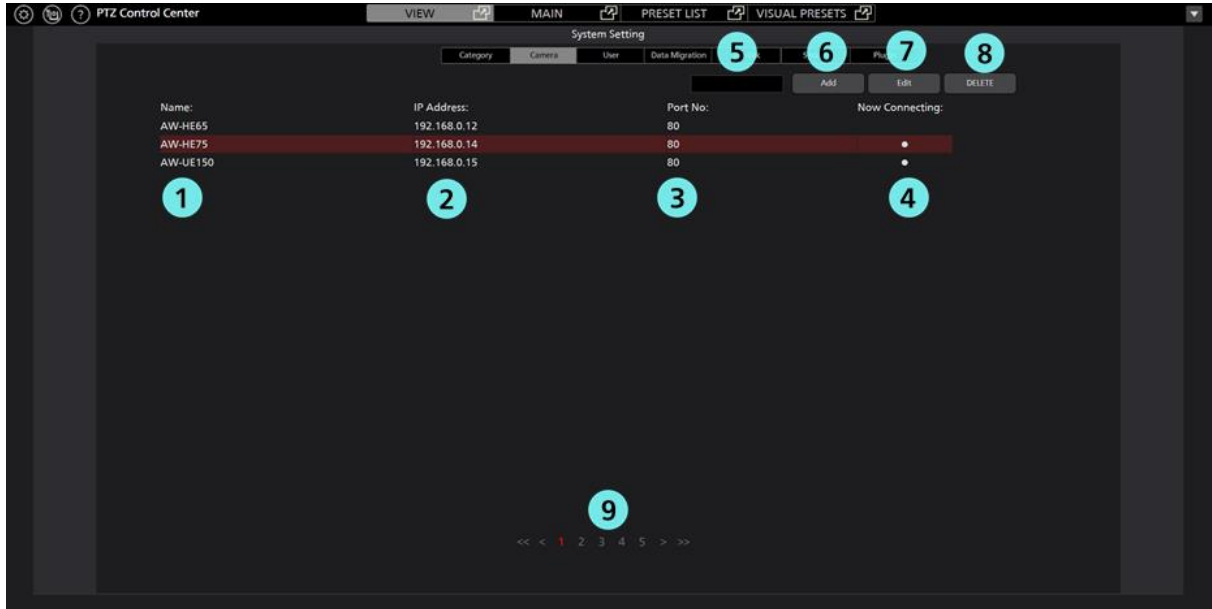 ? PTZ Control Center VIEW MAIN PRESET LIST VISUAL PRESETS
System Setting
Category Camera User Data Migration
5 6 7 8
Add Edit DELETE
Name: IP Address: Port No: Now Connecting:
AW-HE65 192.168.0.12 80
AW-HE75 192.168.0.14 80
AW-UE150 192.168.0.15 80
1 2 3 4
9
<< < 1 2 3 4 5 > >>